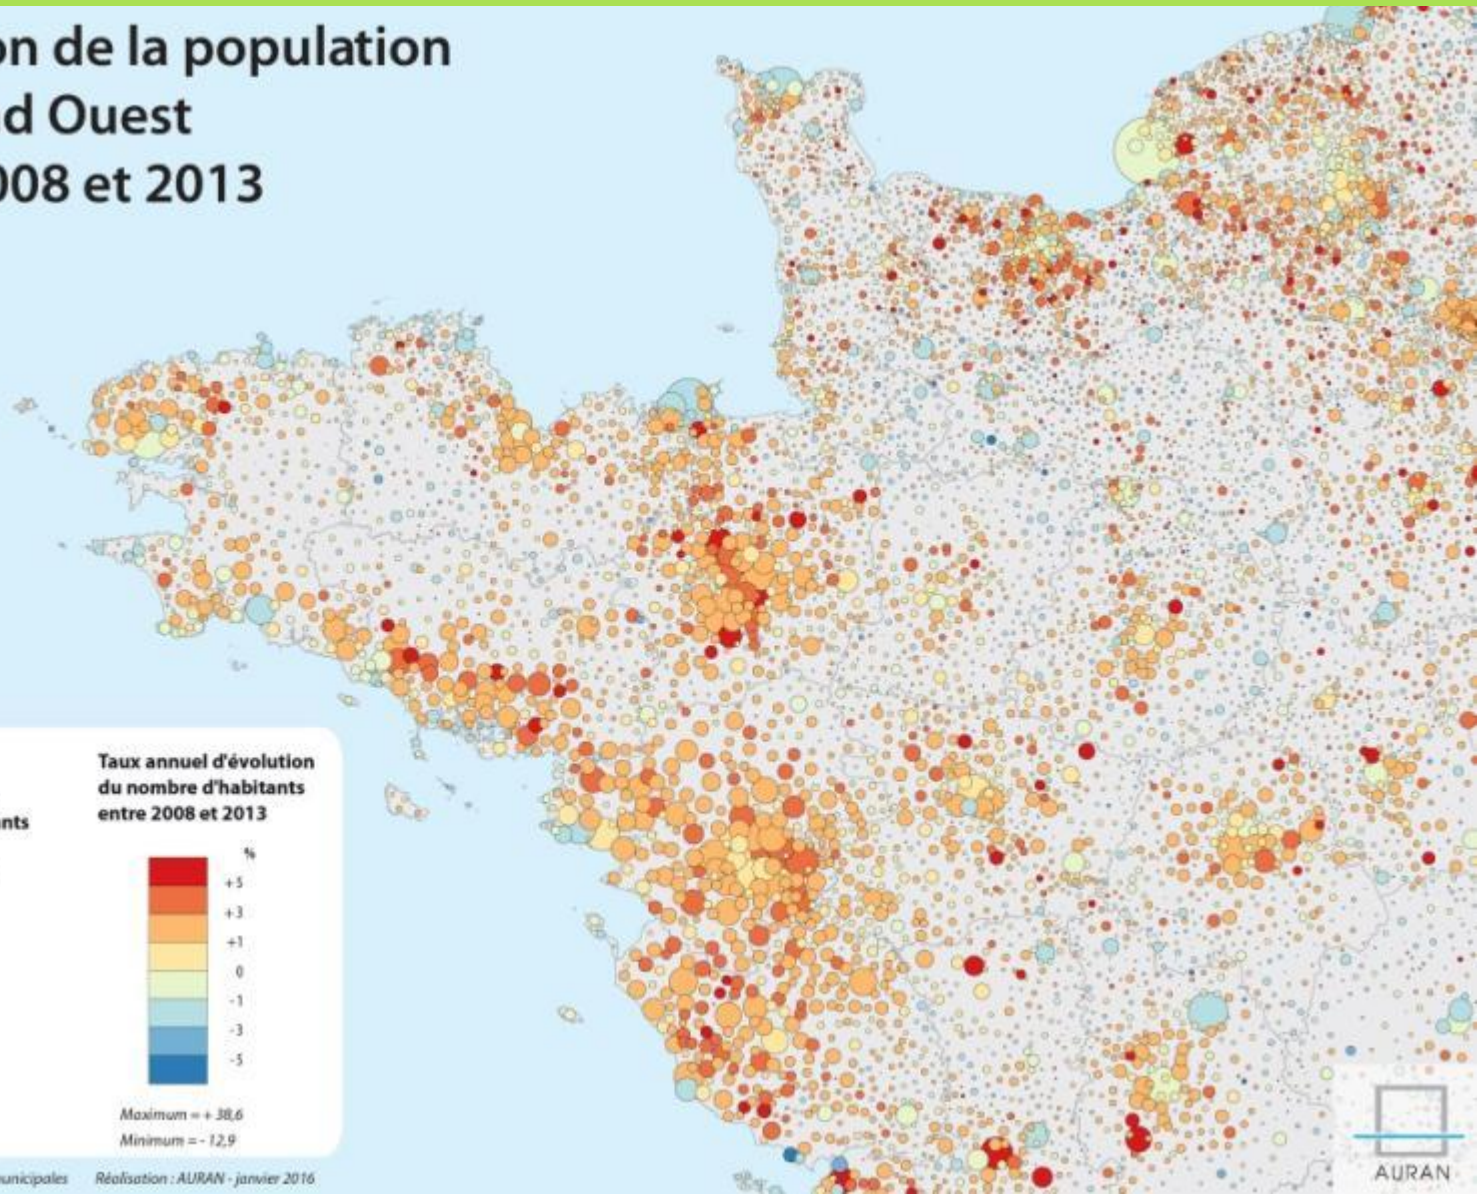 on de la population
d Ouest
008 et 2013
Taux annuel d'évolution
du nombre d'habitants
entre 2008 et 2013
nts
%
+5
+3
+1
0
-1
-3
-5
Maximum = + 38,6
Minimum = - 12,9
unicipales Réalisation : AURAN - janvier 2016
AURAN